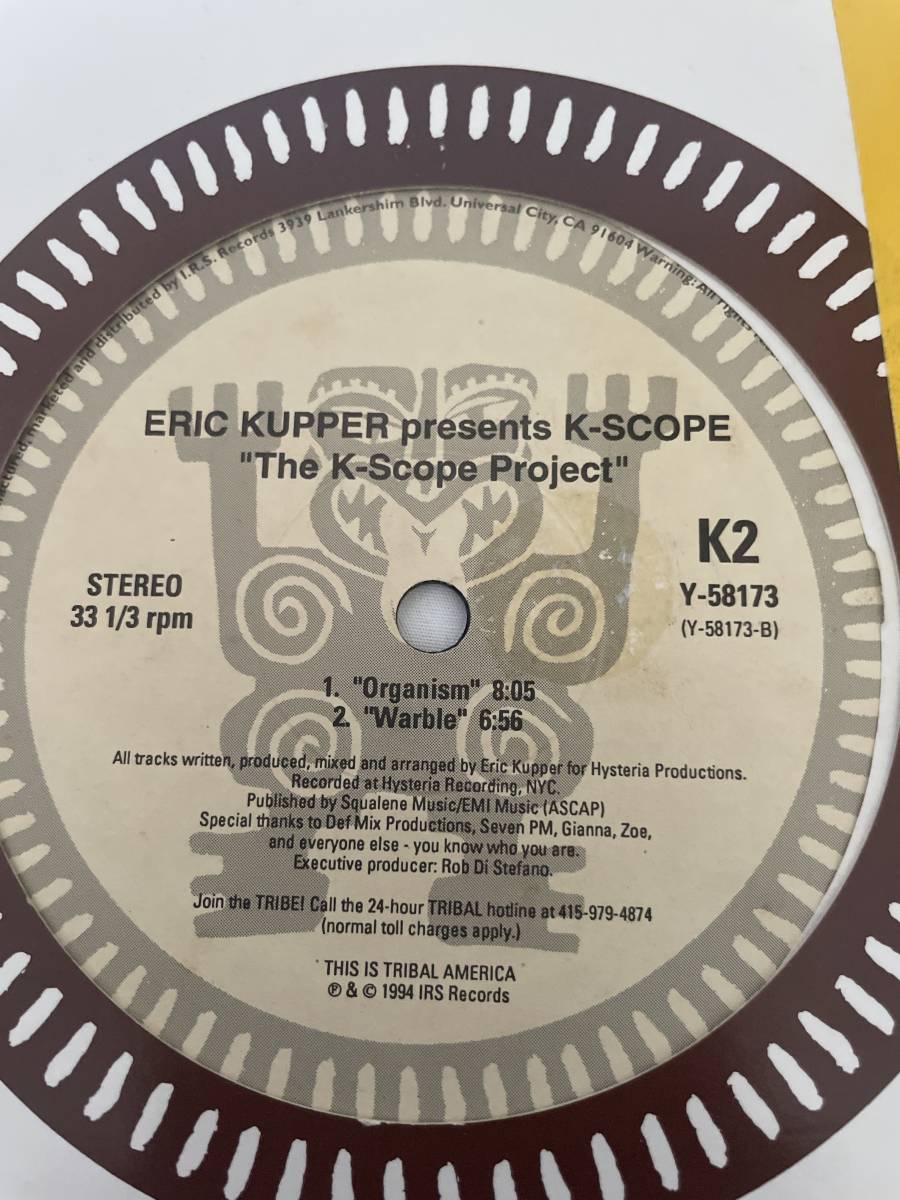 manufactured, marketed and distributed by I.R.S. Records 3939 Lankershim Blvd. Universal City, CA 91604 Warning: All rights
ERIC KUPPER presents K-SCOPE
"The K-Scope Project"
K2
STEREO
Y-58173
33 1/3 rpm
(Y-58173-B)
1. "Organism" 8:05
2. "Warble" 6:56
All tracks written, produced, mixed and arranged by Eric Kupper for Hysteria Productions.
Recorded at Hysteria Recording, NYC.
Published by Squalene Music/EMI Music (ASCAP)
Special thanks to Def Mix Productions, Seven PM, Gianna, Zoe,
and everyone else - you know who you are.
Executive producer: Rob Di Stefano.
Join the TRIBE! Call the 24-hour TRIBAL hotline at 415-979-4874
(normal toll charges apply.)
THIS IS TRIBAL AMERICA
℗ & © 1994 IRS Records